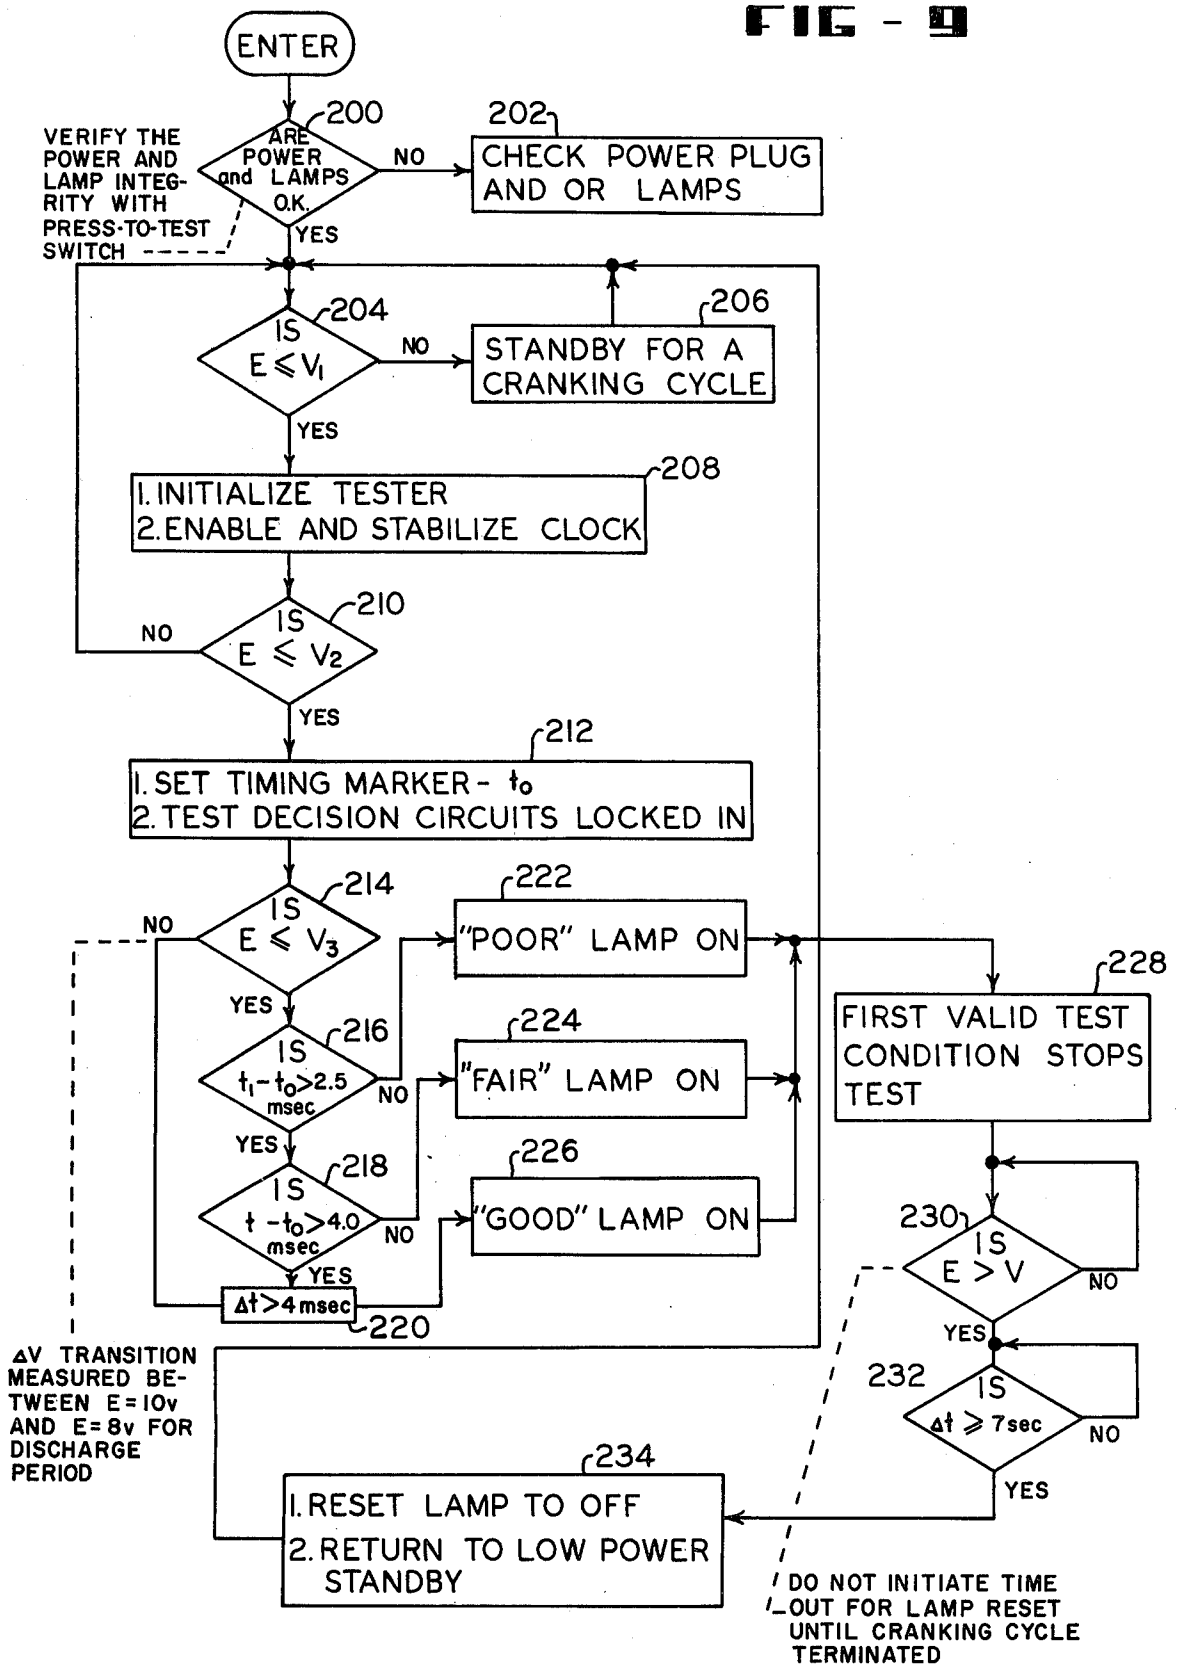 FIG - 9
ENTER
200
VERIFY THE
POWER AND
LAMP INTEG-
RITY WITH
PRESS-TO-TEST
SWITCH
ARE
POWER
and LAMPS
O.K.
NO
YES
202
CHECK POWER PLUG
AND OR LAMPS
204
IS
E ≤ V1
NO
YES
206
STANDBY FOR A
CRANKING CYCLE
208
1. INITIALIZE TESTER
2. ENABLE AND STABILIZE CLOCK
210
IS
E ≤ V2
NO
YES
212
1. SET TIMING MARKER - to
2. TEST DECISION CIRCUITS LOCKED IN
214
IS
E ≤ V3
NO
YES
222
"POOR" LAMP ON
216
IS
t1 - to > 2.5
msec
NO
YES
224
"FAIR" LAMP ON
218
IS
t - to > 4.0
msec
NO
YES
226
"GOOD" LAMP ON
Δt > 4 msec
220
228
FIRST VALID TEST
CONDITION STOPS
TEST
230
IS
E > V
NO
YES
232
IS
Δt ≥ 7 sec
NO
YES
ΔV TRANSITION
MEASURED BE-
TWEEN E = 10v
AND E = 8v FOR
DISCHARGE
PERIOD
234
1. RESET LAMP TO OFF
2. RETURN TO LOW POWER
STANDBY
DO NOT INITIATE TIME
OUT FOR LAMP RESET
UNTIL CRANKING CYCLE
TERMINATED